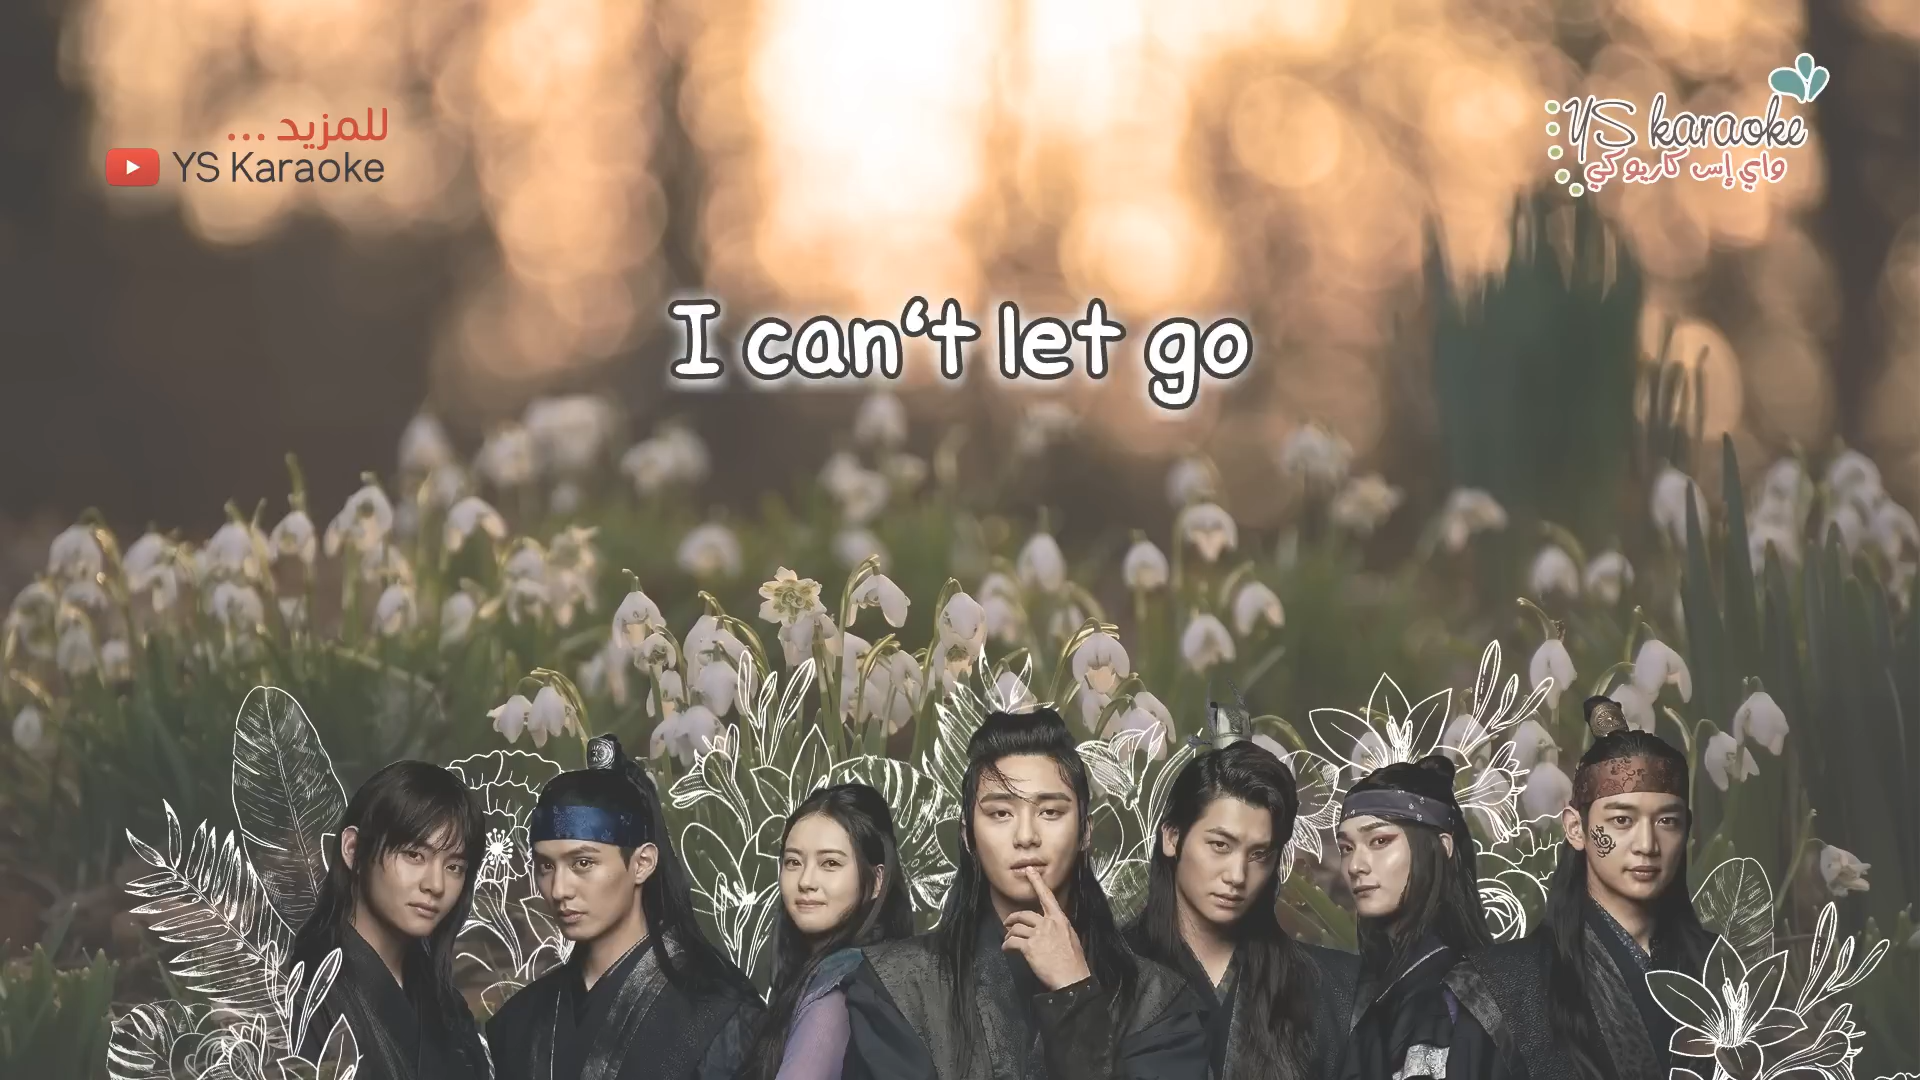 للمزيد ...
YS Karaoke
YS karaoke
واي إس كاريوكي
I can‘t let go